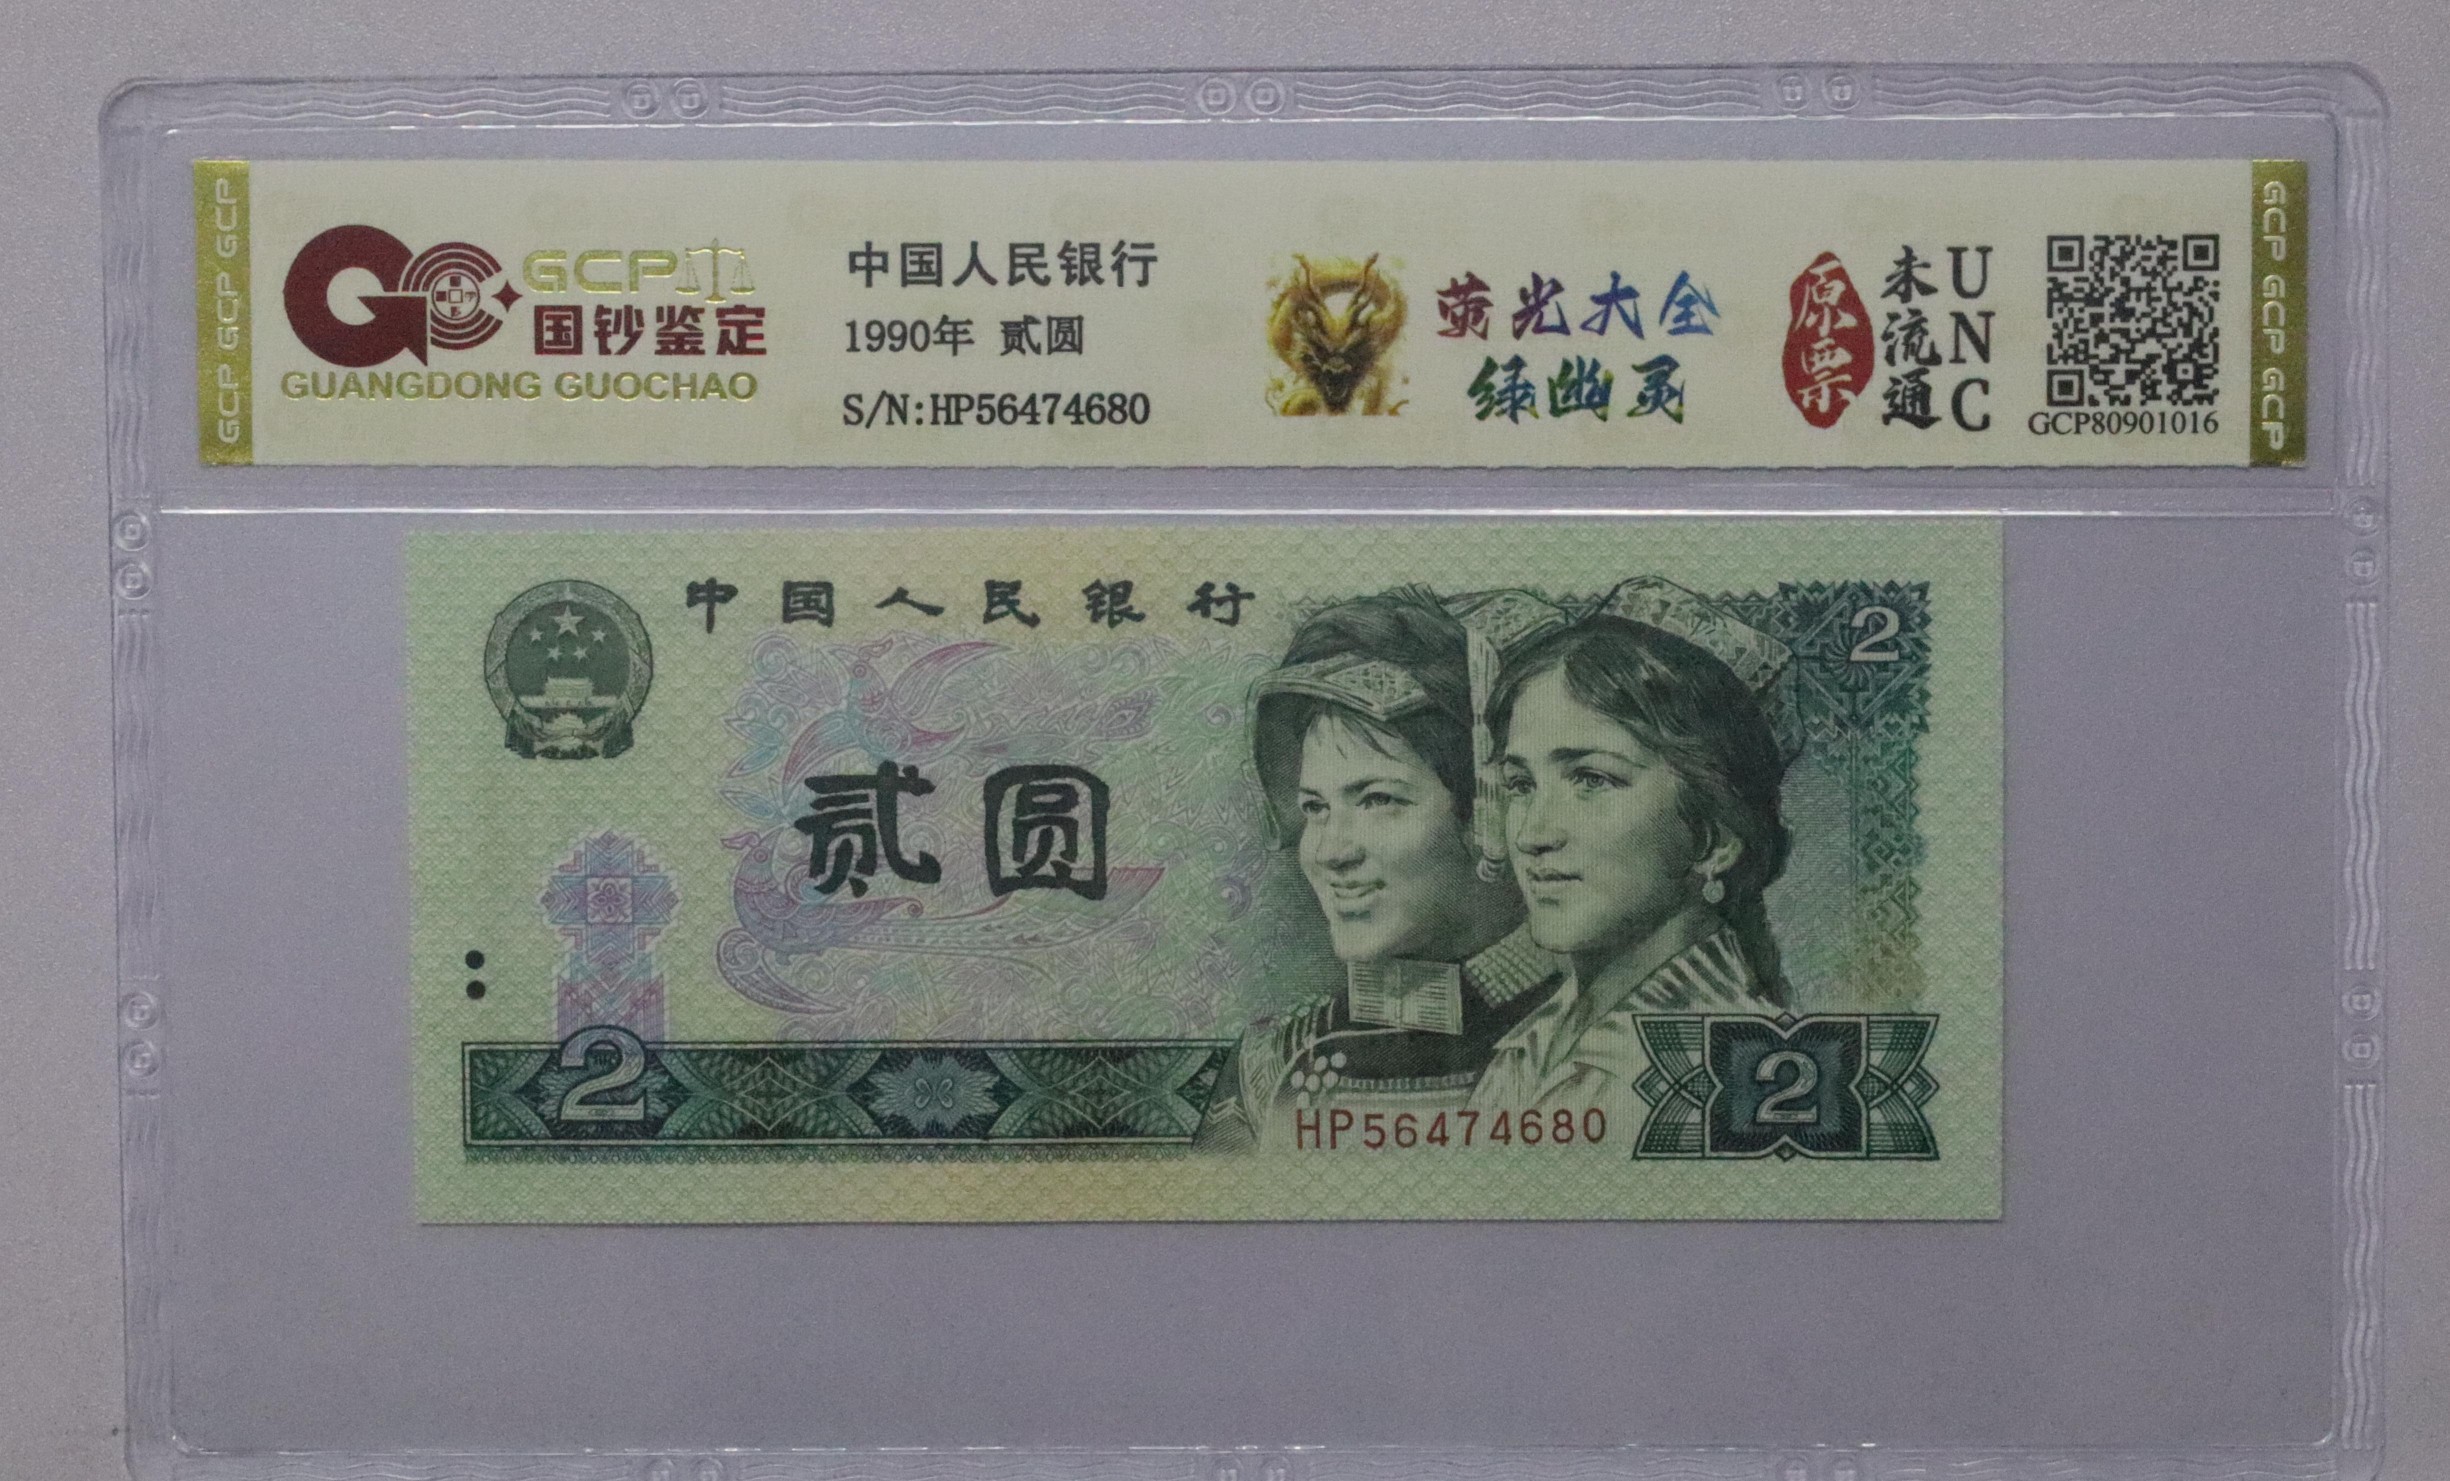 GCP GCP GCP
GCP
国钞鉴定
GUANGDONG GUOCHAO
中国人民银行
1990年 贰圆
S/N:HP56474680
荧光大全
绿幽灵
原票
未流通
UNC
GCP80901016
GCP GCP GCP
中国人民银行
2
贰圆
2
HP56474680
2